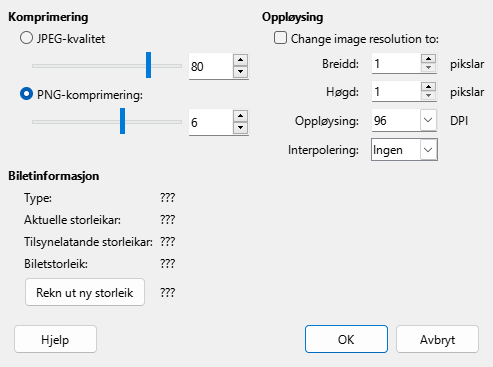 Komprimering
JPEG-kvalitet
80
PNG-komprimering:
6
Oppløysing
Change image resolution to:
Breidd: 1 pikslar
Høgd: 1 pikslar
Oppløysing: 96 DPI
Interpolering: Ingen
Biletinformasjon
Type: ???
Aktuelle storleikar: ???
Tilsynelatande storleikar: ???
Biletstorleik: ???
Rekn ut ny storleik ???
Hjelp OK Avbryt